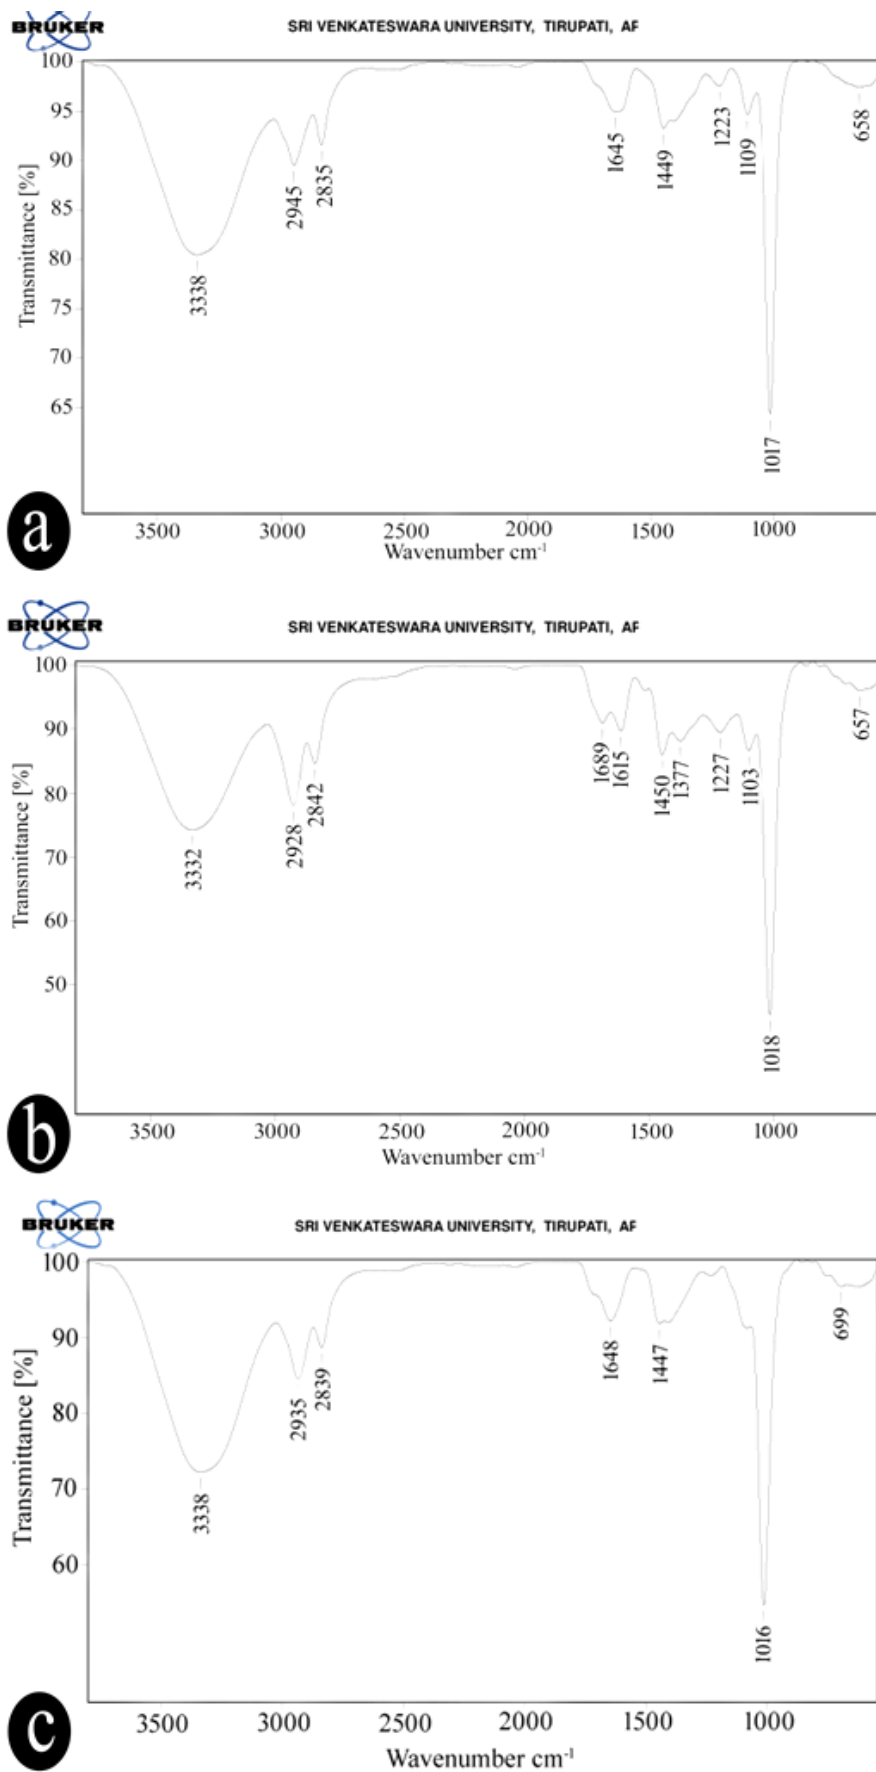 BRUKER
SRI VENKATESWARA UNIVERSITY, TIRUPATI, AP
100
95
90
85
80
75
70
65
Transmittance [%]
3338
2945
2835
1645
1449
1223
1109
1017
658
3500 3000 2500 2000 1500 1000
Wavenumber cm-1
a
BRUKER
SRI VENKATESWARA UNIVERSITY, TIRUPATI, AP
100
90
80
70
60
50
Transmittance [%]
3332
2928
2842
1689
1615
1450
1377
1227
1103
1018
657
3500 3000 2500 2000 1500 1000
Wavenumber cm-1
b
BRUKER
SRI VENKATESWARA UNIVERSITY, TIRUPATI, AP
100
90
80
70
60
Transmittance [%]
3338
2935
2839
1648
1447
1016
699
3500 3000 2500 2000 1500 1000
Wavenumber cm-1
c